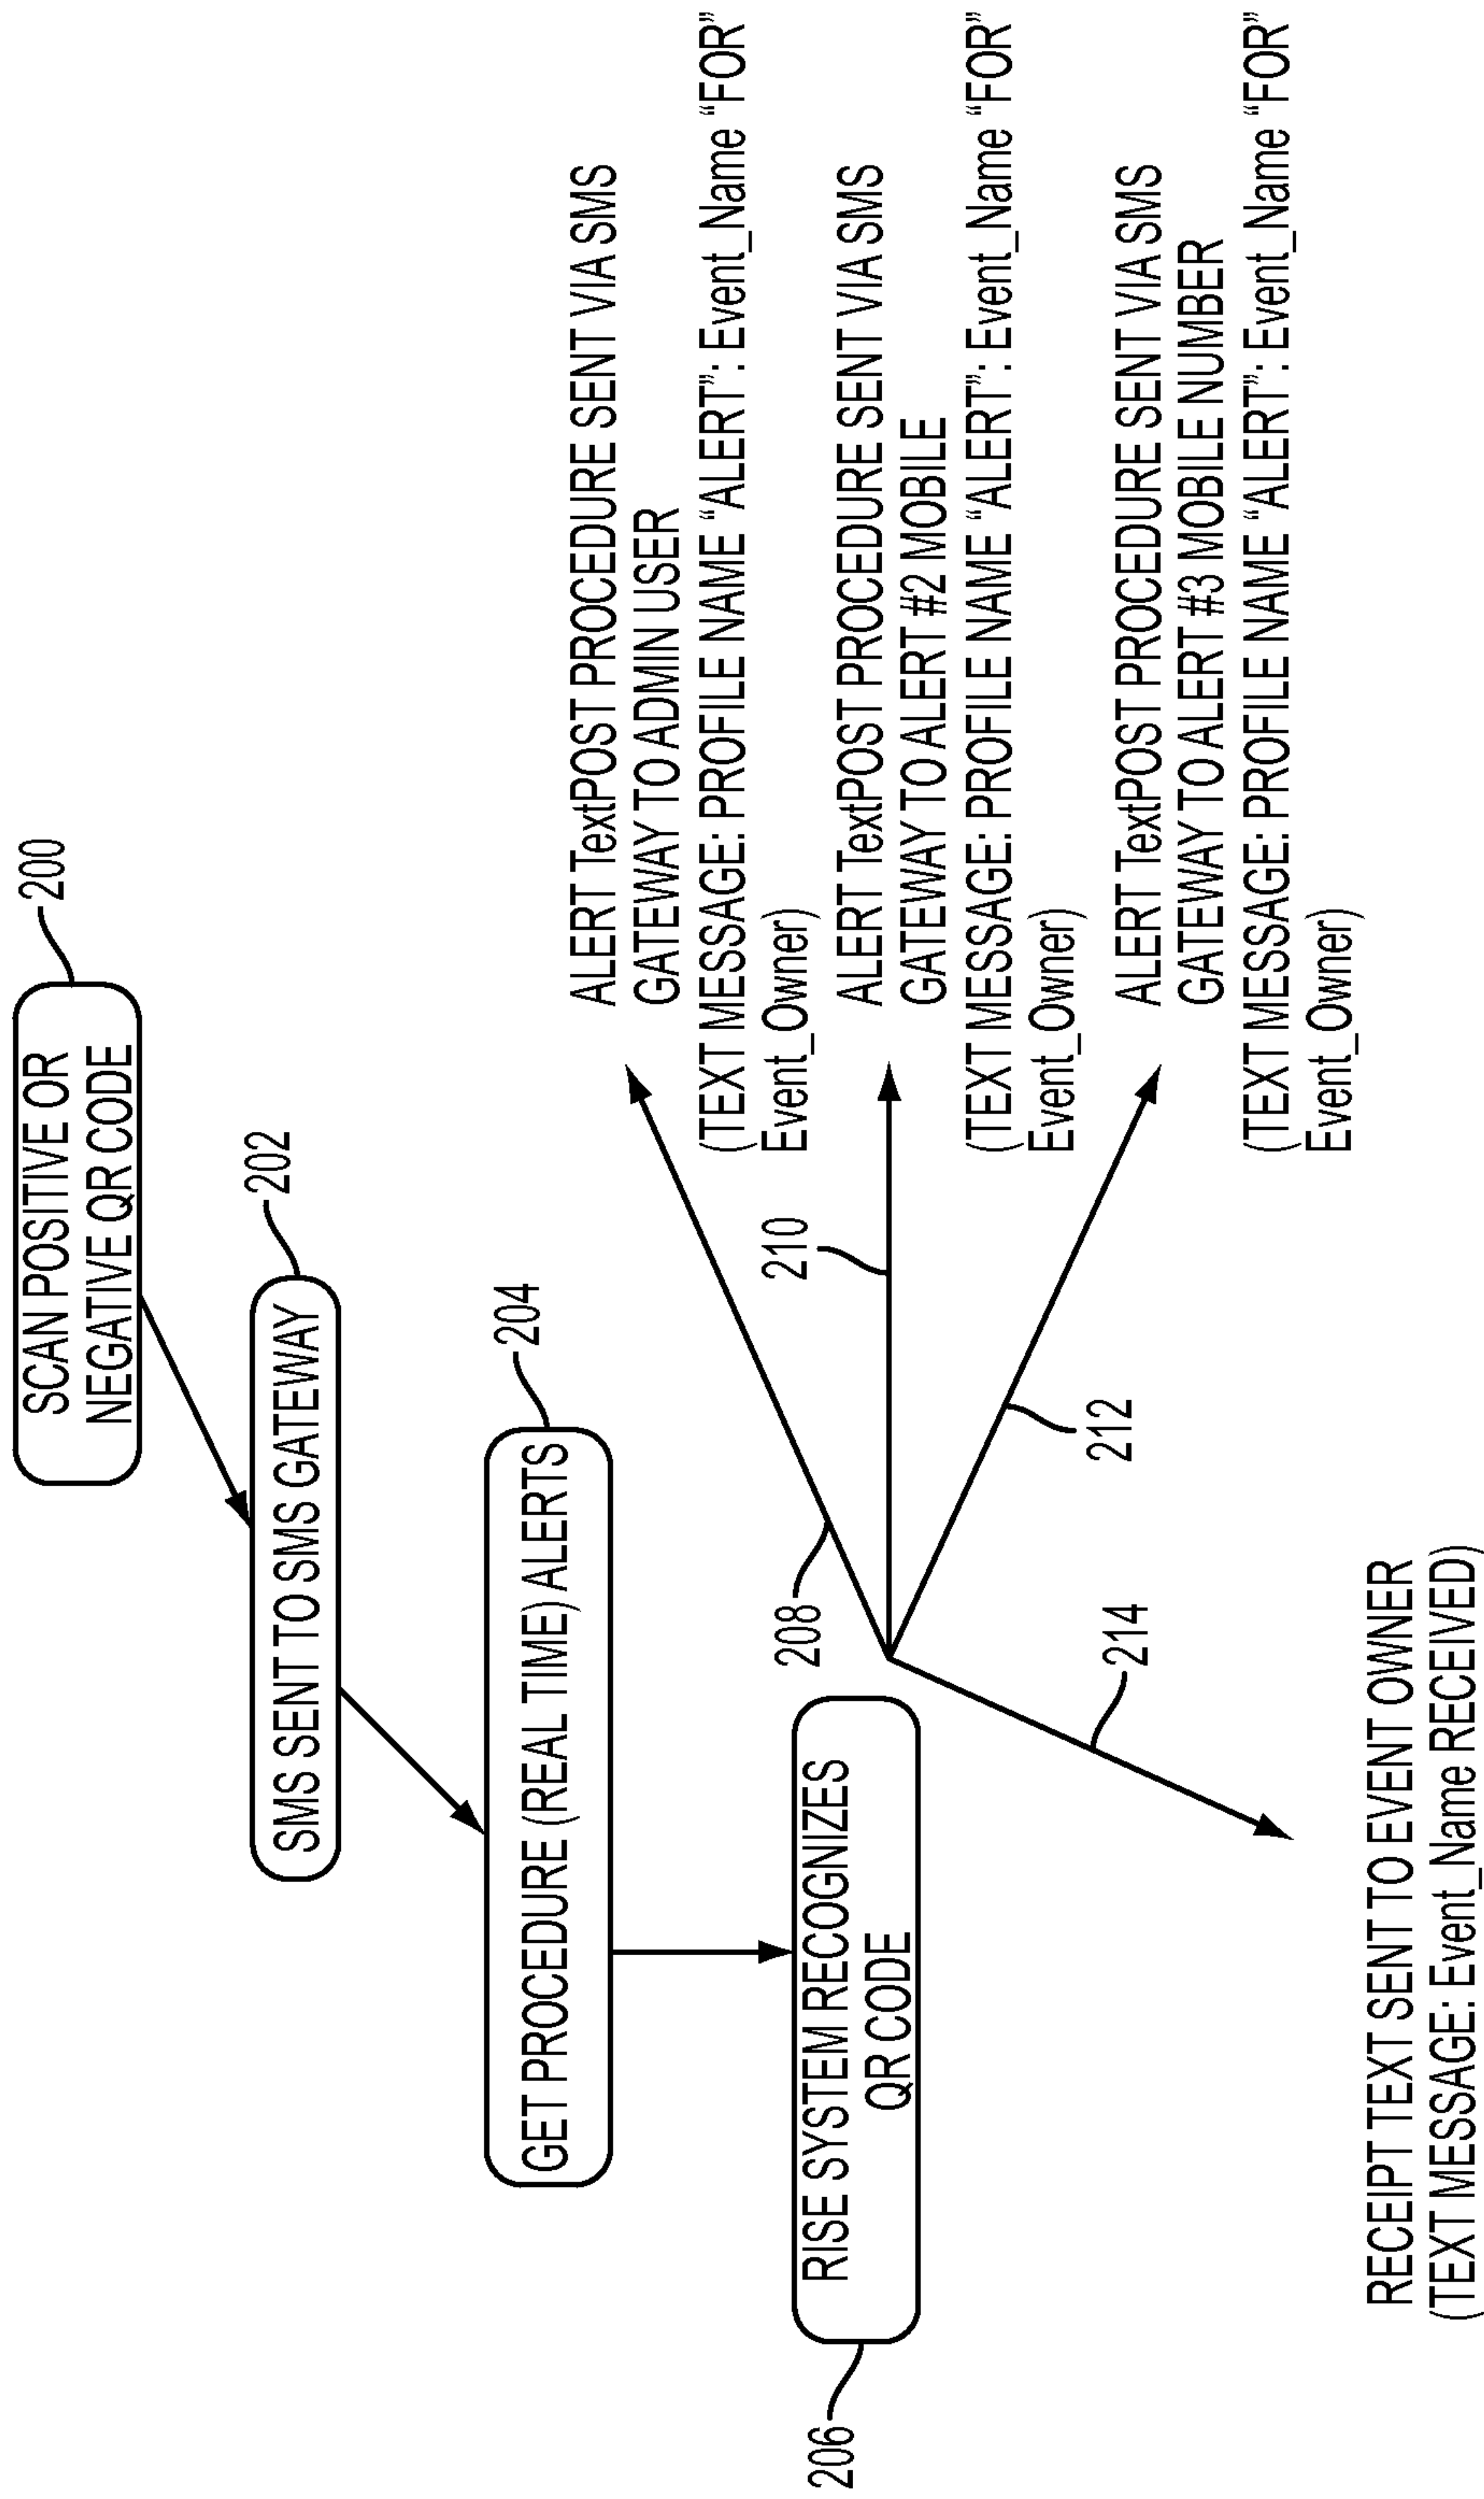 SCAN POSITIVE OR
NEGATIVE QR CODE
200
SMS SENT TO SMS GATEWAY
202
GET PROCEDURE (REAL TIME) ALERTS
204
206
RISE SYSTEM RECOGNIZES
QR CODE
208
210
212
214
ALERT TextPOST PROCEDURE SENT VIA SMS
GATEWAY TO ADMIN USER
(TEXT MESSAGE: PROFILE NAME “ALERT”: Event_Name “FOR”
Event_Owner)
ALERT TextPOST PROCEDURE SENT VIA SMS
GATEWAY TO ALERT #2 MOBILE
(TEXT MESSAGE: PROFILE NAME “ALERT”: Event_Name “FOR”
Event_Owner)
ALERT TextPOST PROCEDURE SENT VIA SMS
GATEWAY TO ALERT #3 MOBILE NUMBER
(TEXT MESSAGE: PROFILE NAME “ALERT”: Event_Name “FOR”
Event_Owner)
RECEIPT TEXT SENT TO EVENT OWNER
(TEXT MESSAGE: Event_Name RECEIVED)